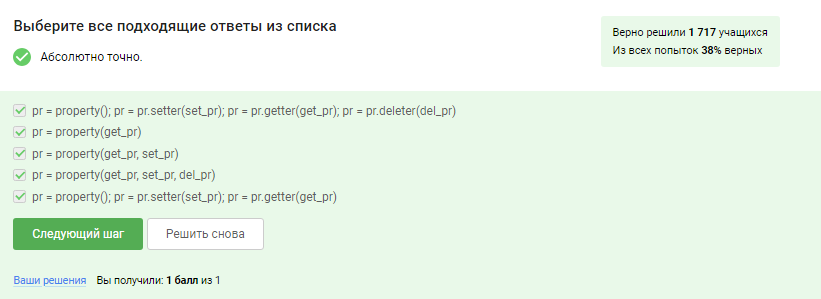 Выберите все подходящие ответы из списка
Абсолютно точно.
Верно решили 1 717 учащихся
Из всех попыток 38% верных
pr = property(); pr = pr.setter(set_pr); pr = pr.getter(get_pr); pr = pr.deleter(del_pr)
pr = property(get_pr)
pr = property(get_pr, set_pr)
pr = property(get_pr, set_pr, del_pr)
pr = property(); pr = pr.setter(set_pr); pr = pr.getter(get_pr)
Следующий шаг
Решить снова
Ваши решения Вы получили: 1 балл из 1